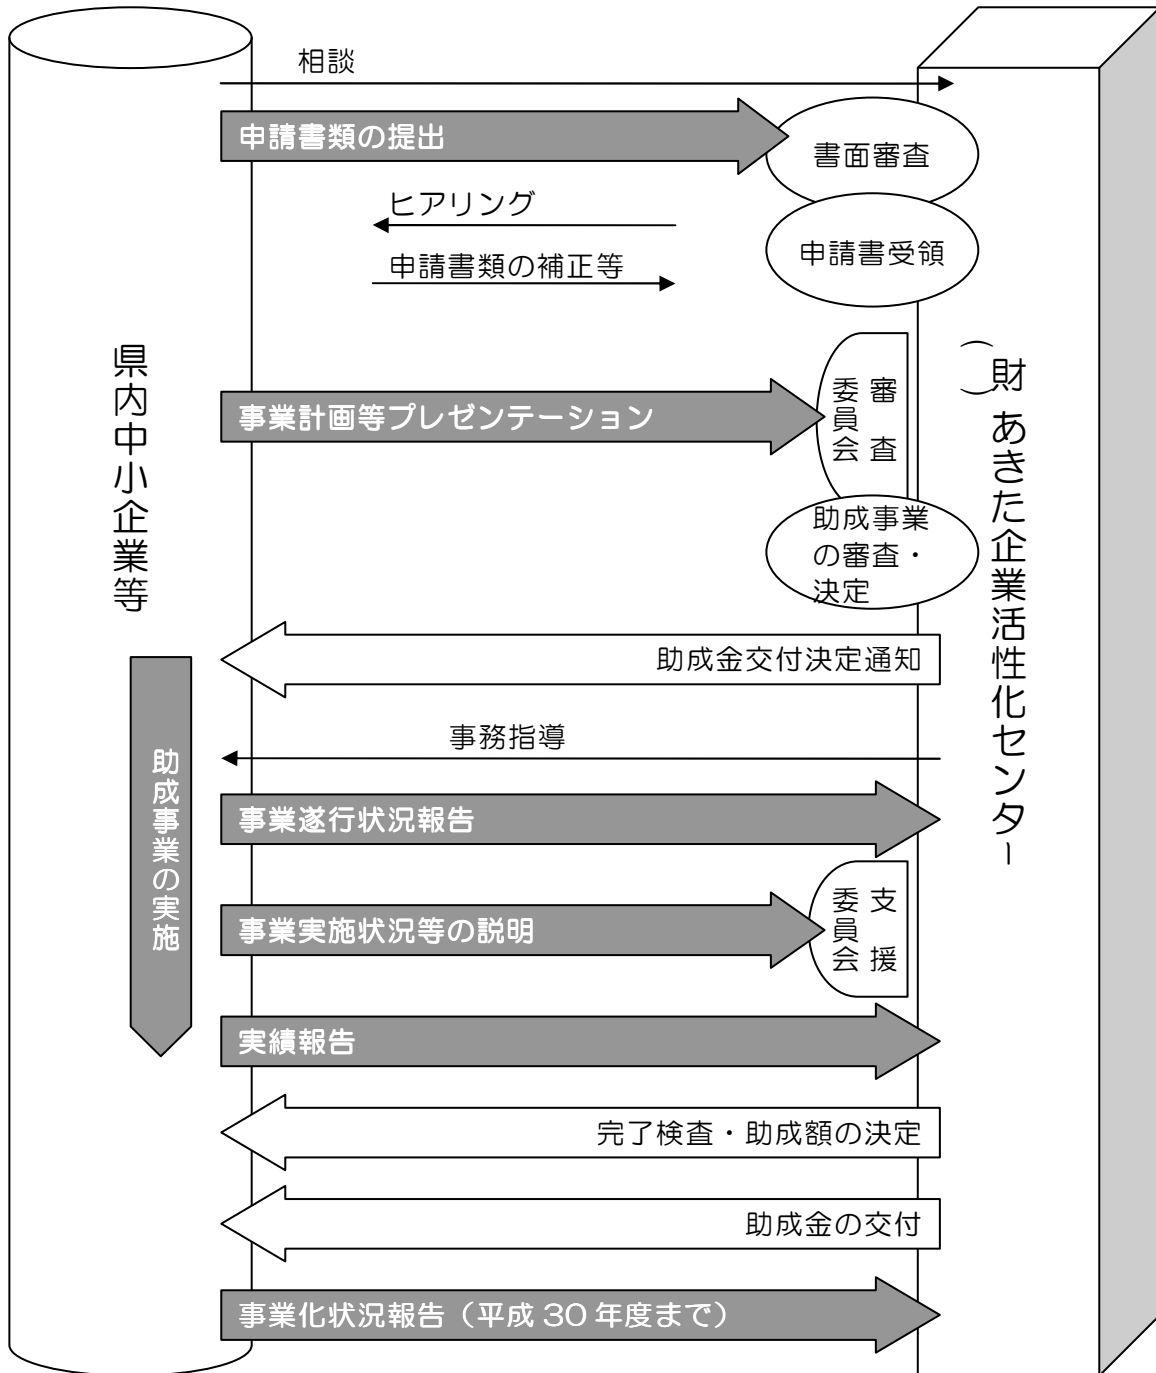 相談
申請書類の提出
書面審査
ヒアリング
申請書受領
申請書類の補正等
県内中小企業等
(財)あきた企業活性化センター
事業計画等プレゼンテーション
審査
委員会
助成事業
の審査・
決定
助成金交付決定通知
事務指導
助成事業の実施
事業遂行状況報告
事業実施状況等の説明
支援
委員会
実績報告
完了検査・助成額の決定
助成金の交付
事業化状況報告（平成 30 年度まで）